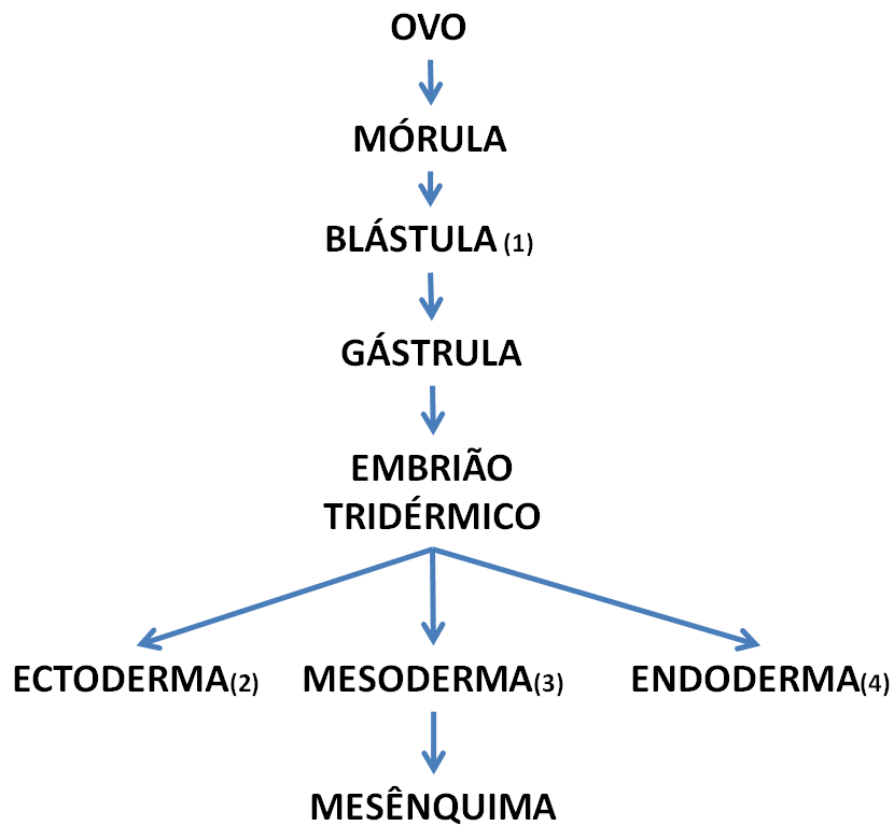 OVO
MÓRULA
BLÁSTULA (1)
GÁSTRULA
EMBRIÃO
TRIDÉRMICO
ECTODERMA(2) MESODERMA(3) ENDODERMA(4)
MESÊNQUIMA